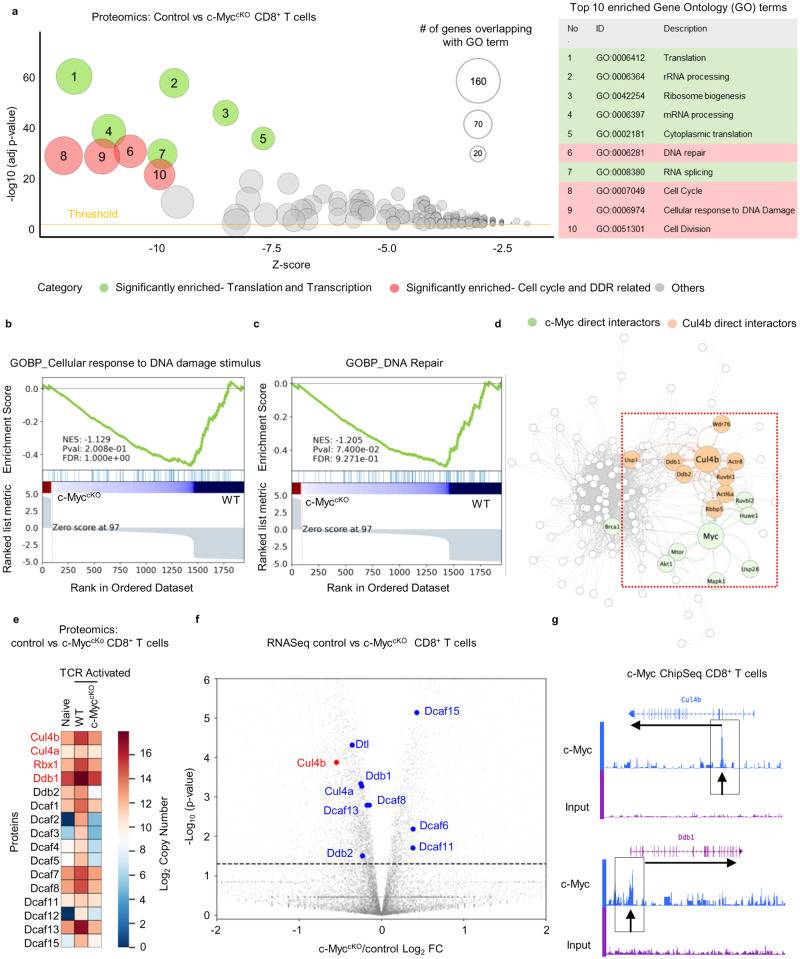 a
Proteomics: Control vs c-Myc^cKO CD8⁺ T cells
# of genes overlapping
with GO term
160
70
20
-log10 (adj p-value)
60
40
20
0
1
2
3
4
5
6
7
8
9
10
Threshold
-10
-7.5
-5.0
-2.5
Z-score
Top 10 enriched Gene Ontology (GO) terms
No. ID Description
1 GO:0006412 Translation
2 GO:0006364 rRNA processing
3 GO:0042254 Ribosome biogenesis
4 GO:0006397 mRNA processing
5 GO:0002181 Cytoplasmic translation
6 GO:0006281 DNA repair
7 GO:0008380 RNA splicing
8 GO:0007049 Cell Cycle
9 GO:0006974 Cellular response to DNA Damage
10 GO:0051301 Cell Division
Category Significantly enriched- Translation and Transcription Significantly enriched- Cell cycle and DDR related Others
b
GOBP_Cellular response to DNA damage stimulus
Enrichment Score
0.0
-0.2
-0.4
NES: -1.129
Pval: 2.008e-01
FDR: 1.000e+00
c-Myc^cKO
WT
Ranked list metric
5.0
2.5
0.0
-2.5
-5.0
Zero score at 97
0 250 500 750 1000 1250 1500 1750
Rank in Ordered Dataset
c
GOBP_DNA Repair
Enrichment Score
0.0
-0.2
-0.4
NES: -1.205
Pval: 7.400e-02
FDR: 9.271e-01
c-Myc^cKO
WT
Ranked list metric
5.0
2.5
0.0
-2.5
-5.0
Zero score at 97
0 250 500 750 1000 1250 1500 1750
Rank in Ordered Dataset
d
c-Myc direct interactors Cul4b direct interactors
Wdr76
Usp1
Ddb1
Cul4b
Actr8
Ddb2
Ruvbl1
Actl6a
Ruvbl2
Rbbp5
Huwe1
Brca1
Myc
Mtor
Akt1
Usp28
Mapk1
e
Proteomics:
control vs c-Myc^cKo CD8⁺ T cells
TCR Activated
Naive
WT
c-Myc^cKO
Proteins
Cul4b
Cul4a
Rbx1
Ddb1
Ddb2
Dcaf1
Dcaf2
Dcaf3
Dcaf4
Dcaf5
Dcaf7
Dcaf8
Dcaf11
Dcaf12
Dcaf13
Dcaf15
16
14
12
10
8
6
4
2
0
Log₂ Copy Number
f
RNASeq control vs c-Myc^cKO CD8⁺ T cells
-Log₁₀ (p-value)
6
5
4
3
2
1
0
Dcaf15
Dtl
Cul4b
Ddb1
Cul4a
Dcaf8
Dcaf13
Dcaf6
Dcaf11
Ddb2
-2 -1 0 1 2
c-Myc^cKO/control Log₂ FC
g
c-Myc ChipSeq CD8⁺ T cells
Cul4b
c-Myc
Input
Ddb1
c-Myc
Input